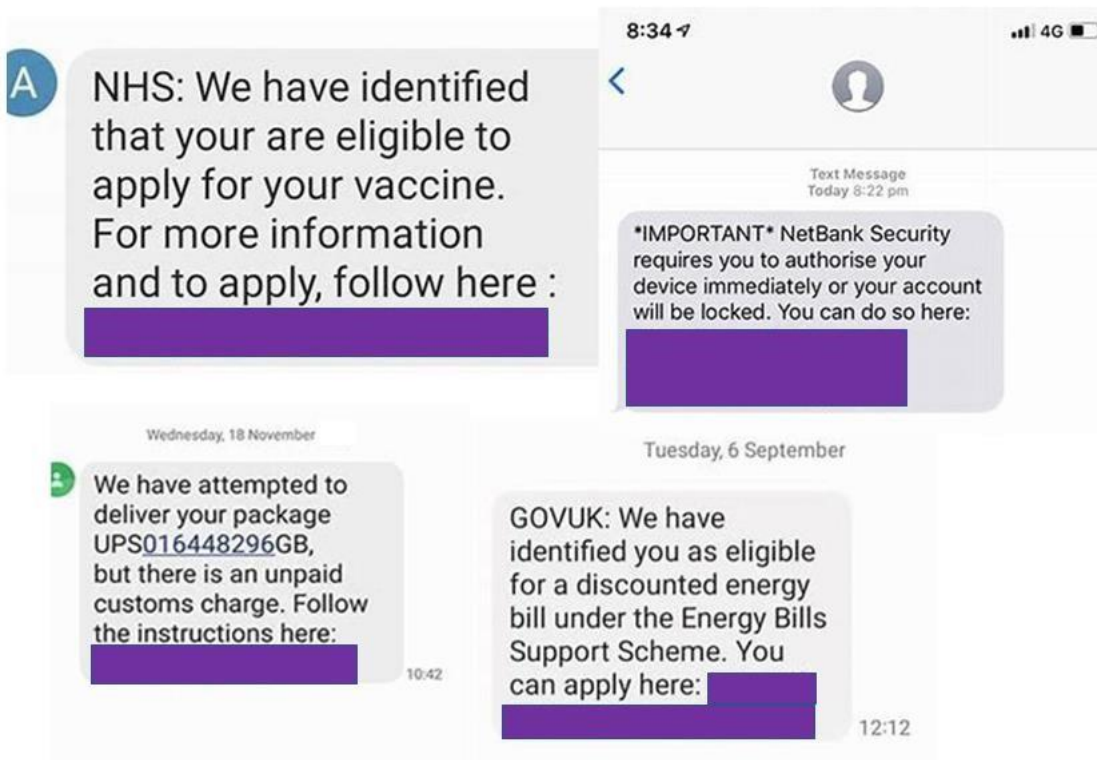 A
NHS: We have identified
that your are eligible to
apply for your vaccine.
For more information
and to apply, follow here :
8:34
4G
Text Message
Today 8:22 pm
*IMPORTANT* NetBank Security
requires you to authorise your
device immediately or your account
will be locked. You can do so here:
Wednesday, 18 November
We have attempted to
deliver your package
UPS016448296GB,
but there is an unpaid
customs charge. Follow
the instructions here:
10:42
Tuesday, 6 September
GOVUK: We have
identified you as eligible
for a discounted energy
bill under the Energy Bills
Support Scheme. You
can apply here:
12:12